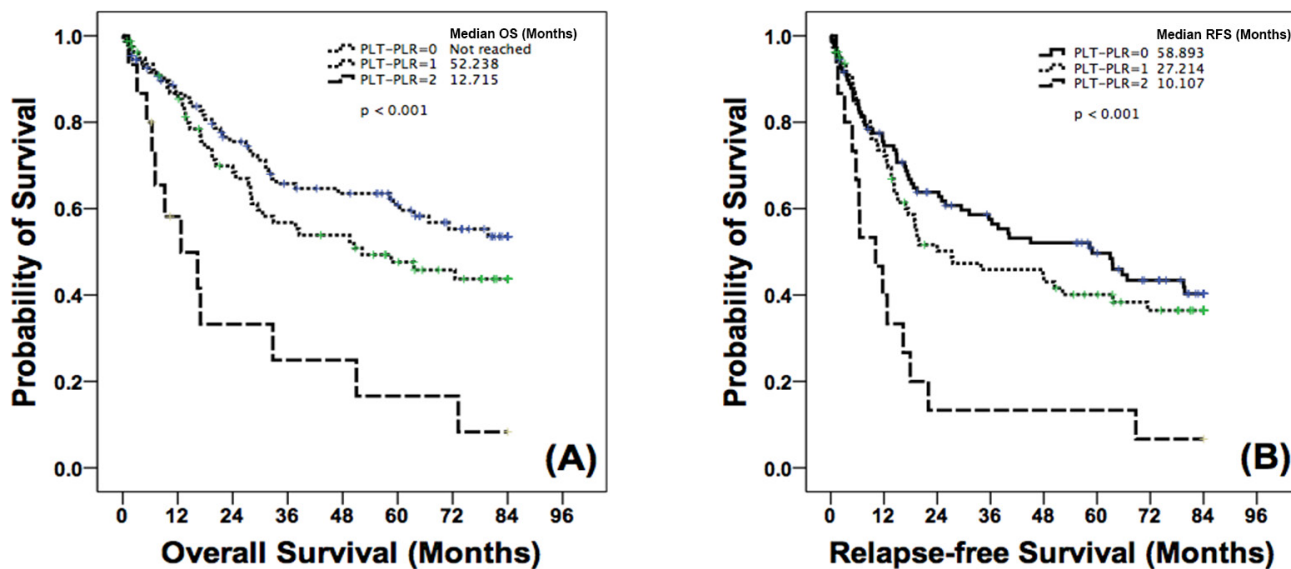 Median OS (Months)
PLT-PLR=0 Not reached
PLT-PLR=1 52.238
PLT-PLR=2 12.715
p < 0.001
Probability of Survival
1.0
0.8
0.6
0.4
0.2
0.0
(A)
0 12 24 36 48 60 72 84 96
Overall Survival (Months)
Median RFS (Months)
PLT-PLR=0 58.893
PLT-PLR=1 27.214
PLT-PLR=2 10.107
p < 0.001
Probability of Survival
1.0
0.8
0.6
0.4
0.2
0.0
(B)
0 12 24 36 48 60 72 84 96
Relapse-free Survival (Months)